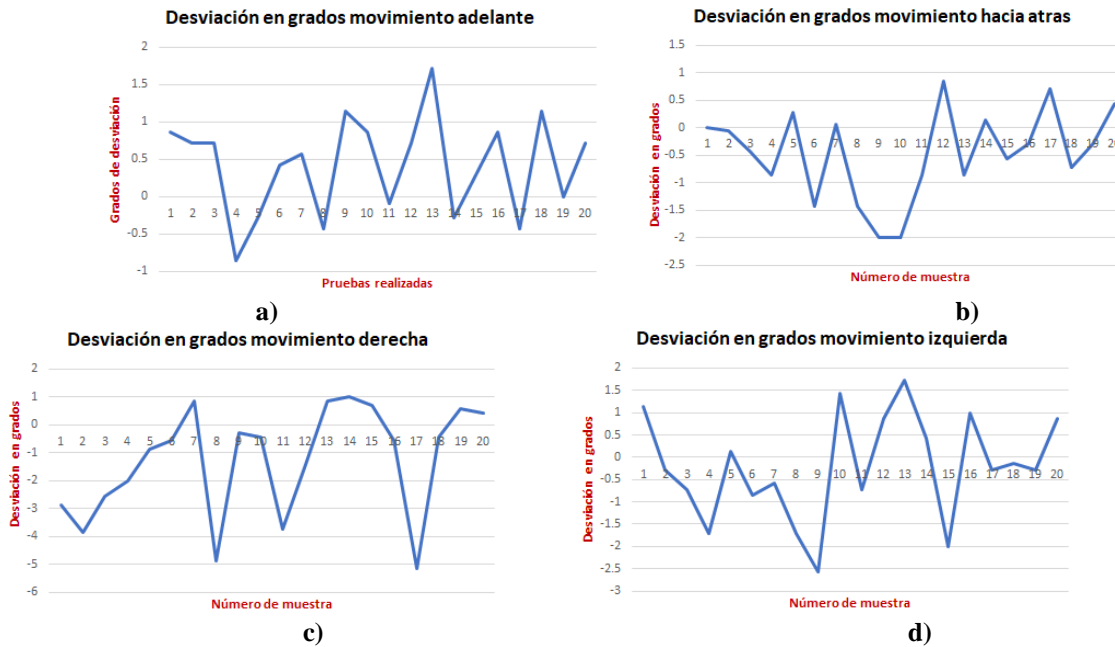 Desviación en grados movimiento adelante
2
1.5
1
0.5
0
-0.5
-1
Grados de desviación
1 2 3 4 5 6 7 8 9 10 11 12 13 14 15 16 17 18 19 20
Pruebas realizadas
a)
Desviación en grados movimiento hacia atras
1.5
1
0.5
0
-0.5
-1
-1.5
-2
-2.5
Desviación en grados
1 2 3 4 5 6 7 8 9 10 11 12 13 14 15 16 17 18 19 20
Número de muestra
b)
Desviación en grados movimiento derecha
2
1
0
-1
-2
-3
-4
-5
-6
Desviación en grados
1 2 3 4 5 6 7 8 9 10 11 12 13 14 15 16 17 18 19 20
Número de muestra
c)
Desviación en grados movimiento izquierda
2
1.5
1
0.5
0
-0.5
-1
-1.5
-2
-2.5
-3
Desviación en grados
1 2 3 4 5 6 7 8 9 10 11 12 13 14 15 16 17 18 19 20
Número de muestra
d)